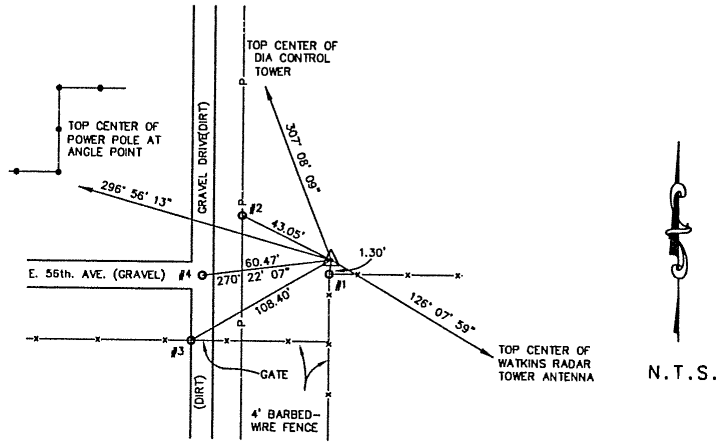 TOP CENTER OF
DIA CONTROL
TOWER
TOP CENTER OF
POWER POLE AT
ANGLE POINT
GRAVEL DRIVE(DIRT)
P
307° 08' 09"
296° 56' 13"
P
#2
43.05'
1.30'
E. 56th. AVE. (GRAVEL)
#4
60.47'
270° 22' 07"
#1
108.40'
126° 07' 59"
P
#3
GATE
TOP CENTER OF
WATKINS RADAR
TOWER ANTENNA
N.T.S.
(DIRT)
4' BARBED-
WIRE FENCE
P